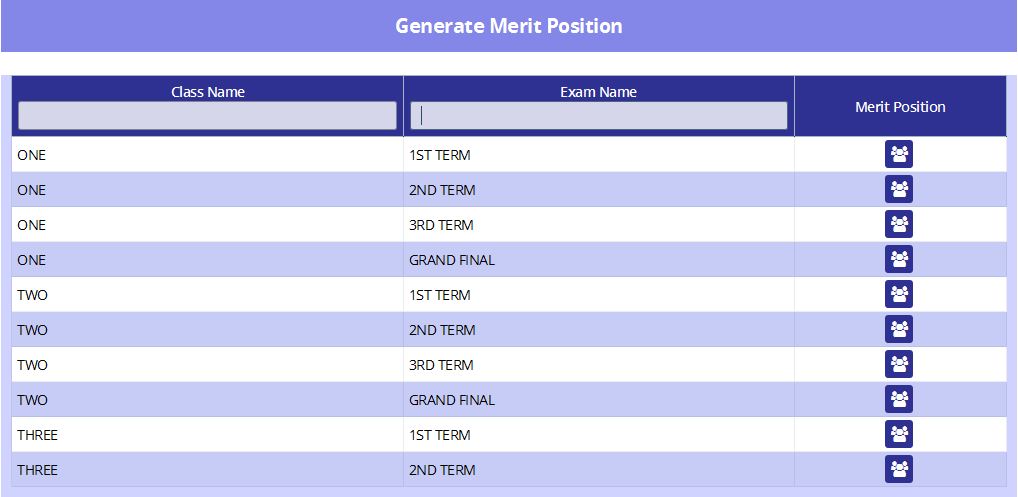 Generate Merit Position
Class Name Exam Name Merit Position
ONE 1ST TERM
ONE 2ND TERM
ONE 3RD TERM
ONE GRAND FINAL
TWO 1ST TERM
TWO 2ND TERM
TWO 3RD TERM
TWO GRAND FINAL
THREE 1ST TERM
THREE 2ND TERM